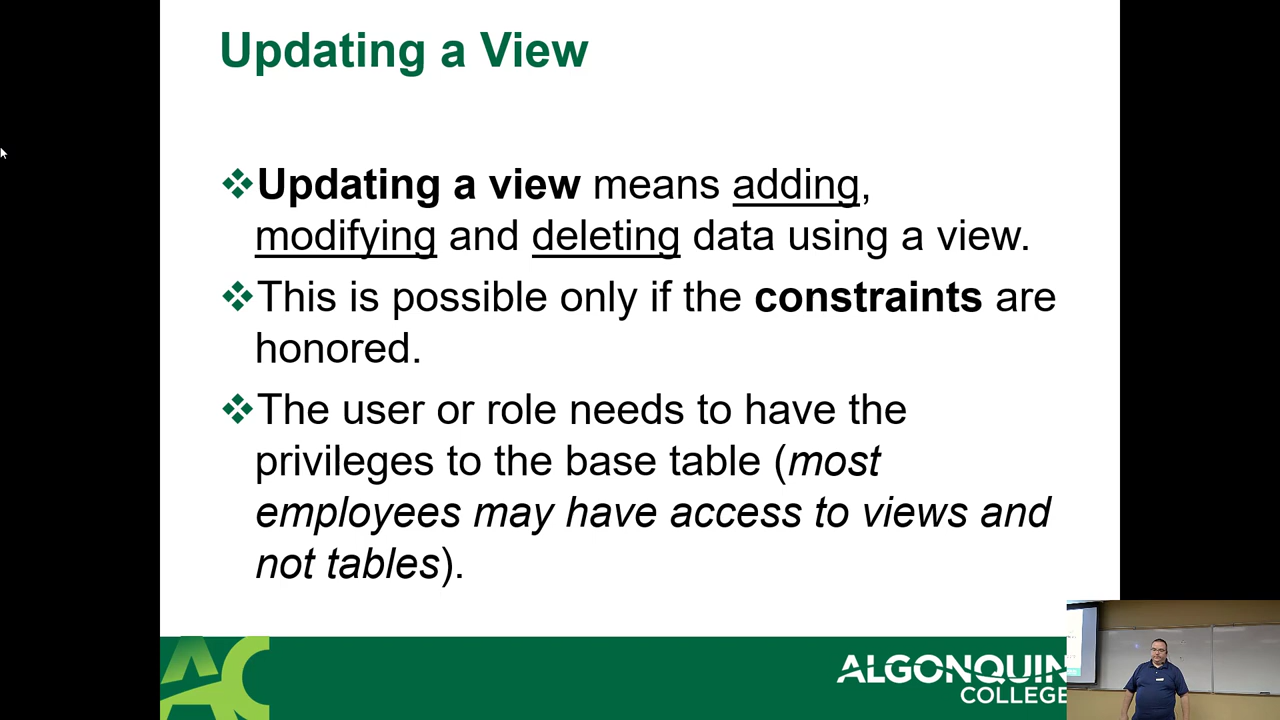 Updating a View
Updating a view means adding,
modifying and deleting data using a view.
This is possible only if the constraints are
honored.
The user or role needs to have the
privileges to the base table (most
employees may have access to views and
not tables).
AC
ALGONQUIN
COLLEGE